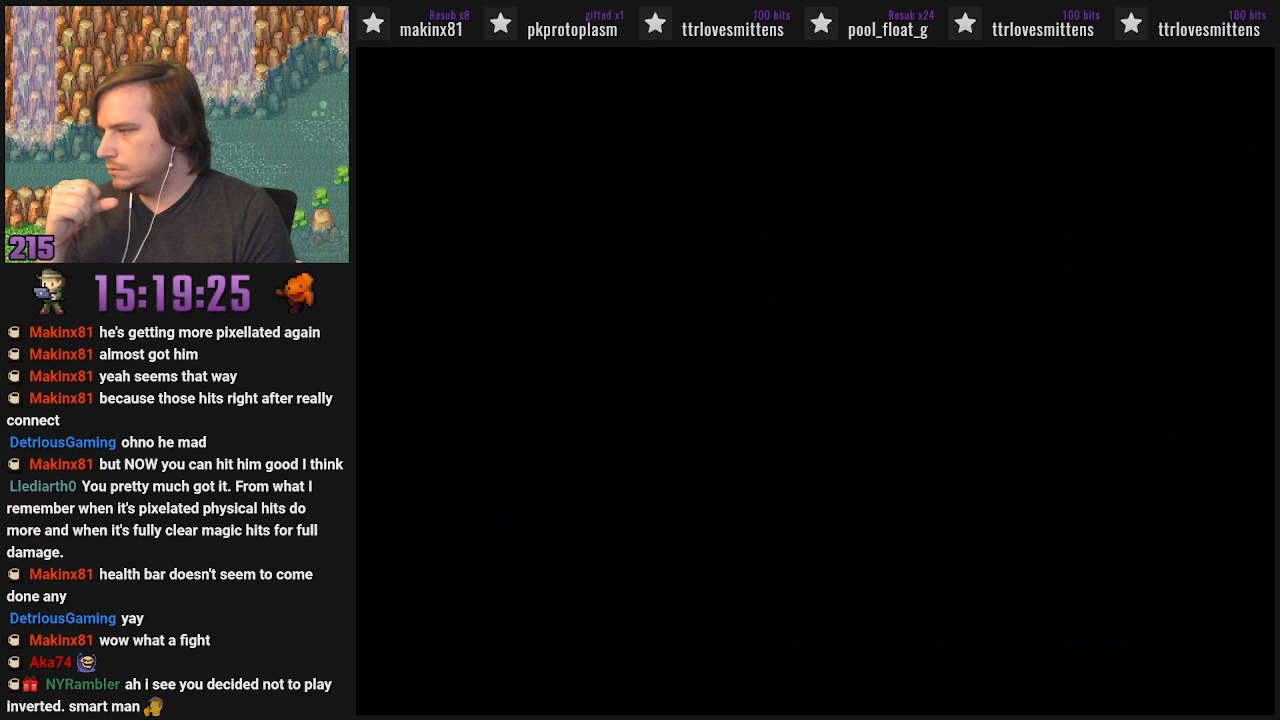 Resub x8
makinx81
gifted x1
pkprotoplasm
100 bits
ttrlovesmittens
Resub x24
pool_float_g
100 bits
ttrlovesmittens
100 bits
ttrlovesmittens
215
15:19:25
Makinx81 he's getting more pixellated again
Makinx81 almost got him
Makinx81 yeah seems that way
Makinx81 because those hits right after really
connect
DetriousGaming ohno he mad
Makinx81 but NOW you can hit him good I think
Llediarth0 You pretty much got it. From what I
remember when it's pixelated physical hits do
more and when it's fully clear magic hits for full
damage.
Makinx81 health bar doesn't seem to come
done any
DetriousGaming yay
Makinx81 wow what a fight
Aka74
NYRambler ah i see you decided not to play
inverted. smart man